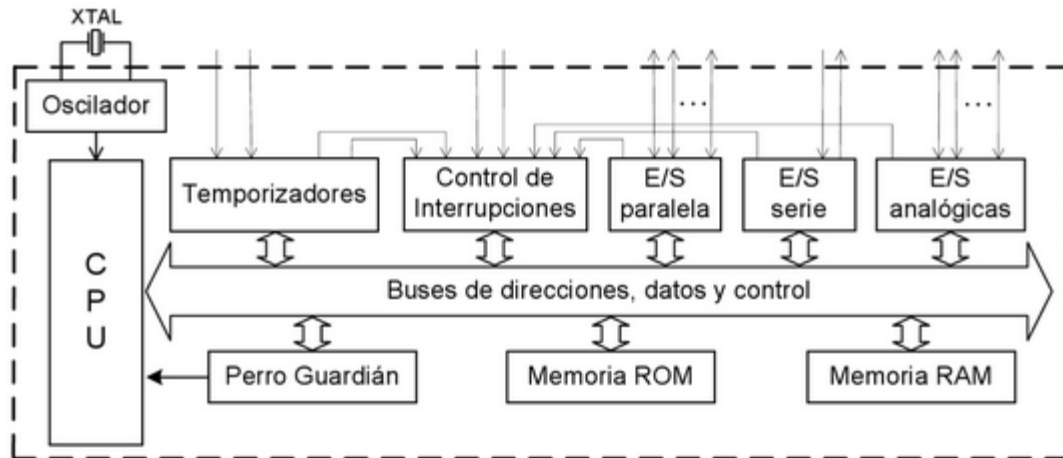 XTAL
Oscilador
CPU
Temporizadores
Control de
Interrupciones
E/S
paralela
E/S
serie
E/S
analógicas
Buses de direcciones, datos y control
Perro Guardián
Memoria ROM
Memoria RAM